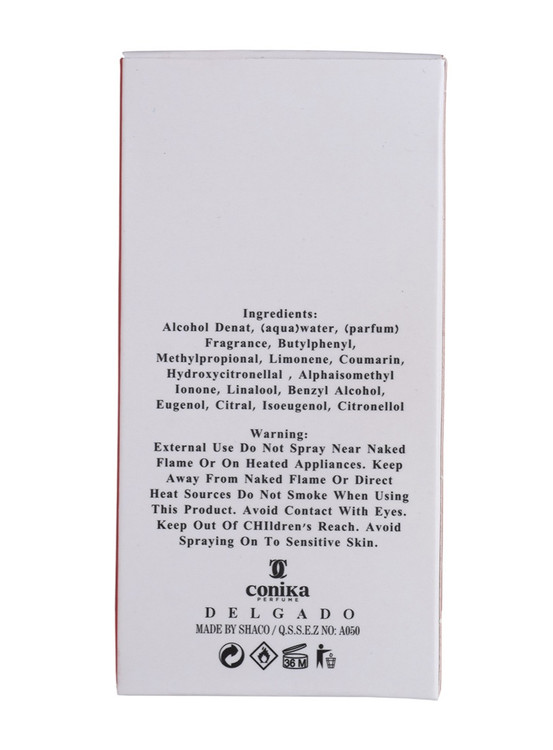 Ingredients:
Alcohol Denat, (aqua)water, (parfum)
Fragrance, Butylphenyl,
Methylpropional, Limonene, Coumarin,
Hydroxycitronellal , Alphaisomethyl
Ionone, Linalool, Benzyl Alcohol,
Eugenol, Citral, Isoeugenol, Citronellol
Warning:
External Use Do Not Spray Near Naked
Flame Or On Heated Appliances. Keep
Away From Naked Flame Or Direct
Heat Sources Do Not Smoke When Using
This Product. Avoid Contact With Eyes.
Keep Out Of CHIldren's Reach. Avoid
Spraying On To Sensitive Skin.
conika
PERFUME
DELGADO
MADE BY SHACO / Q.S.S.E.Z NO: A050
36 M